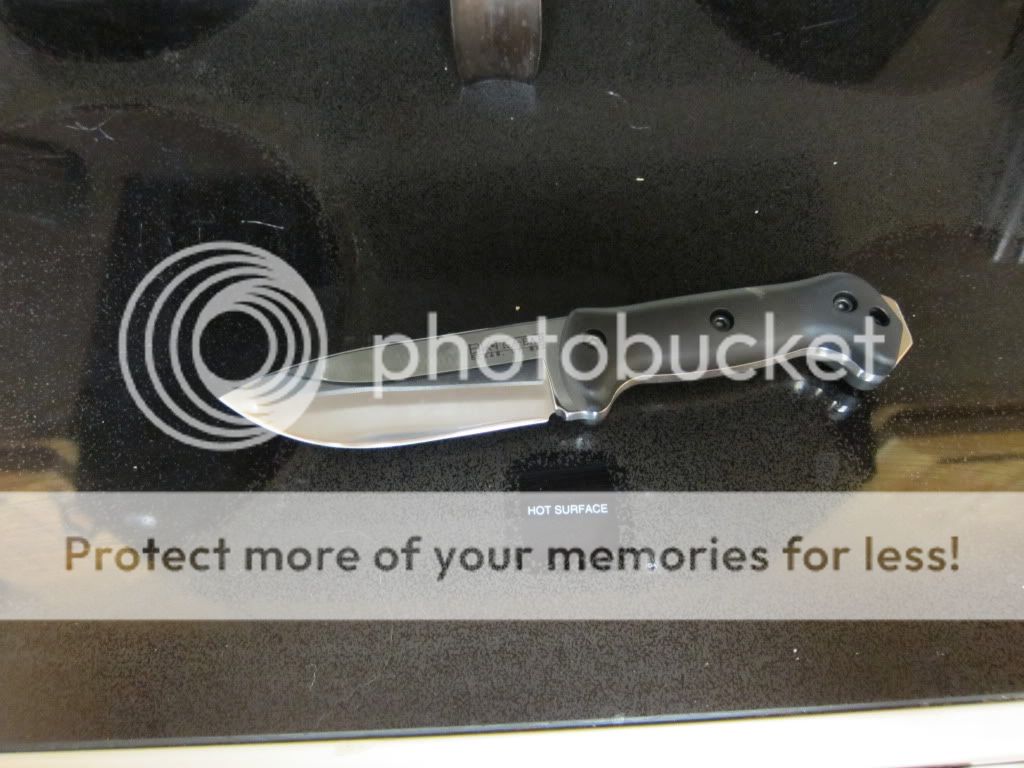 photobucket
HOT SURFACE
Protect more of your memories for less!